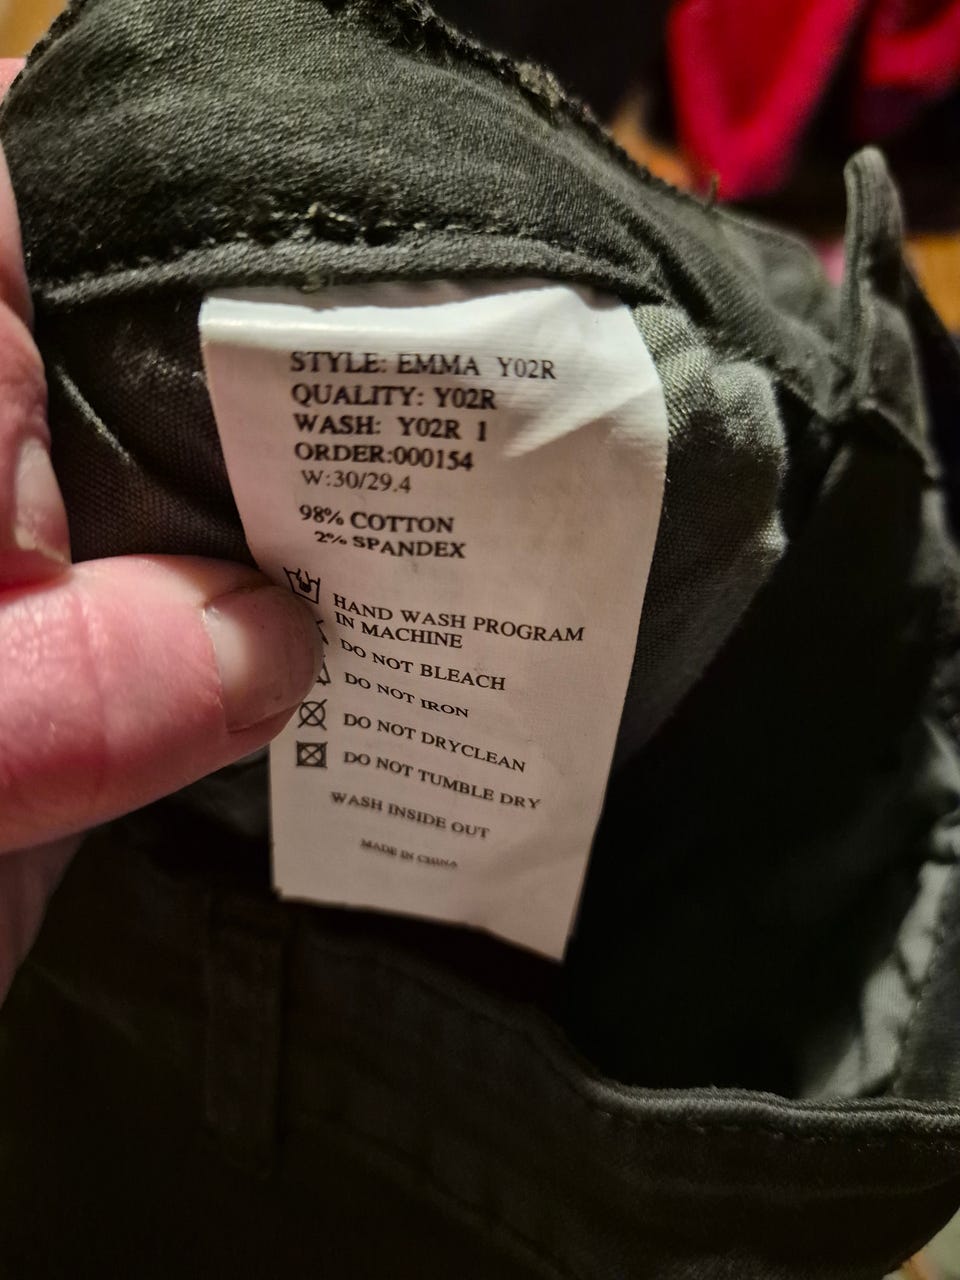 STYLE: EMMA Y02R
QUALITY: Y02R
WASH: Y02R 1
ORDER:000154
W:30/29.4
98% COTTON
2% SPANDEX
HAND WASH PROGRAM
IN MACHINE
DO NOT BLEACH
DO NOT IRON
DO NOT DRYCLEAN
DO NOT TUMBLE DRY
WASH INSIDE OUT
MADE IN CHINA